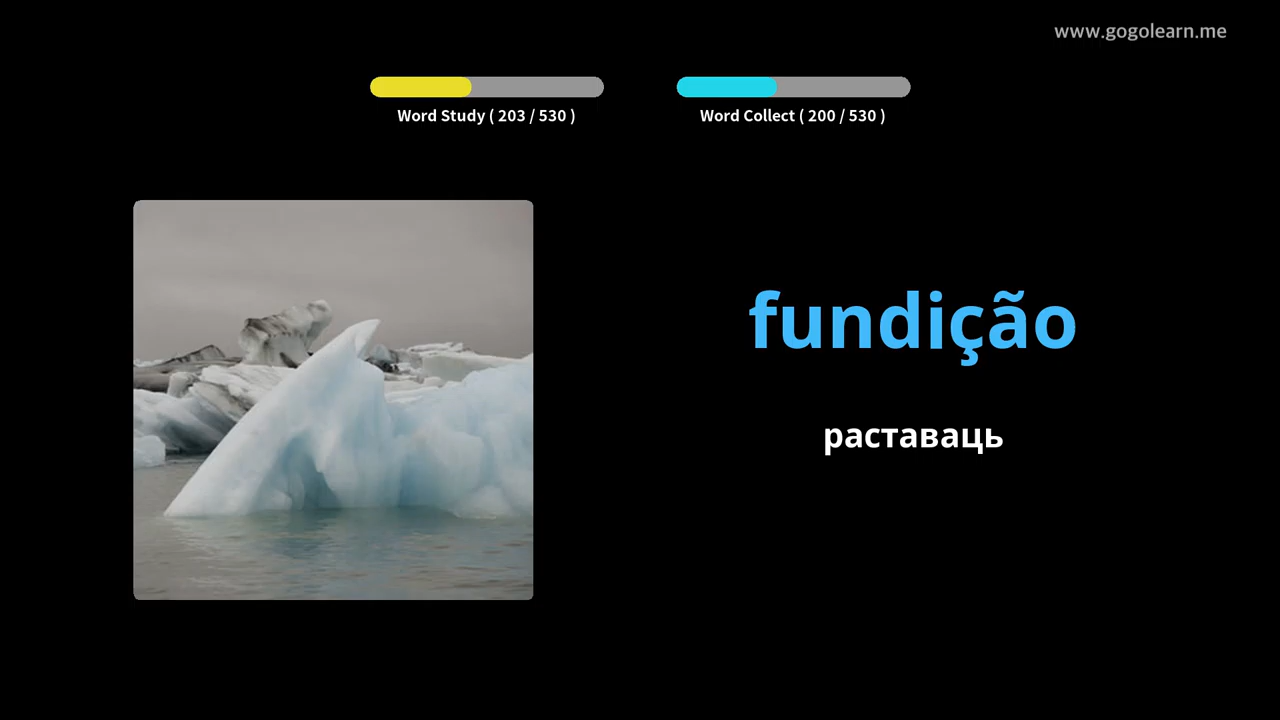 www.gogolearn.me
Word Study ( 203 / 530 )
Word Collect ( 200 / 530 )
fundição
раставаць